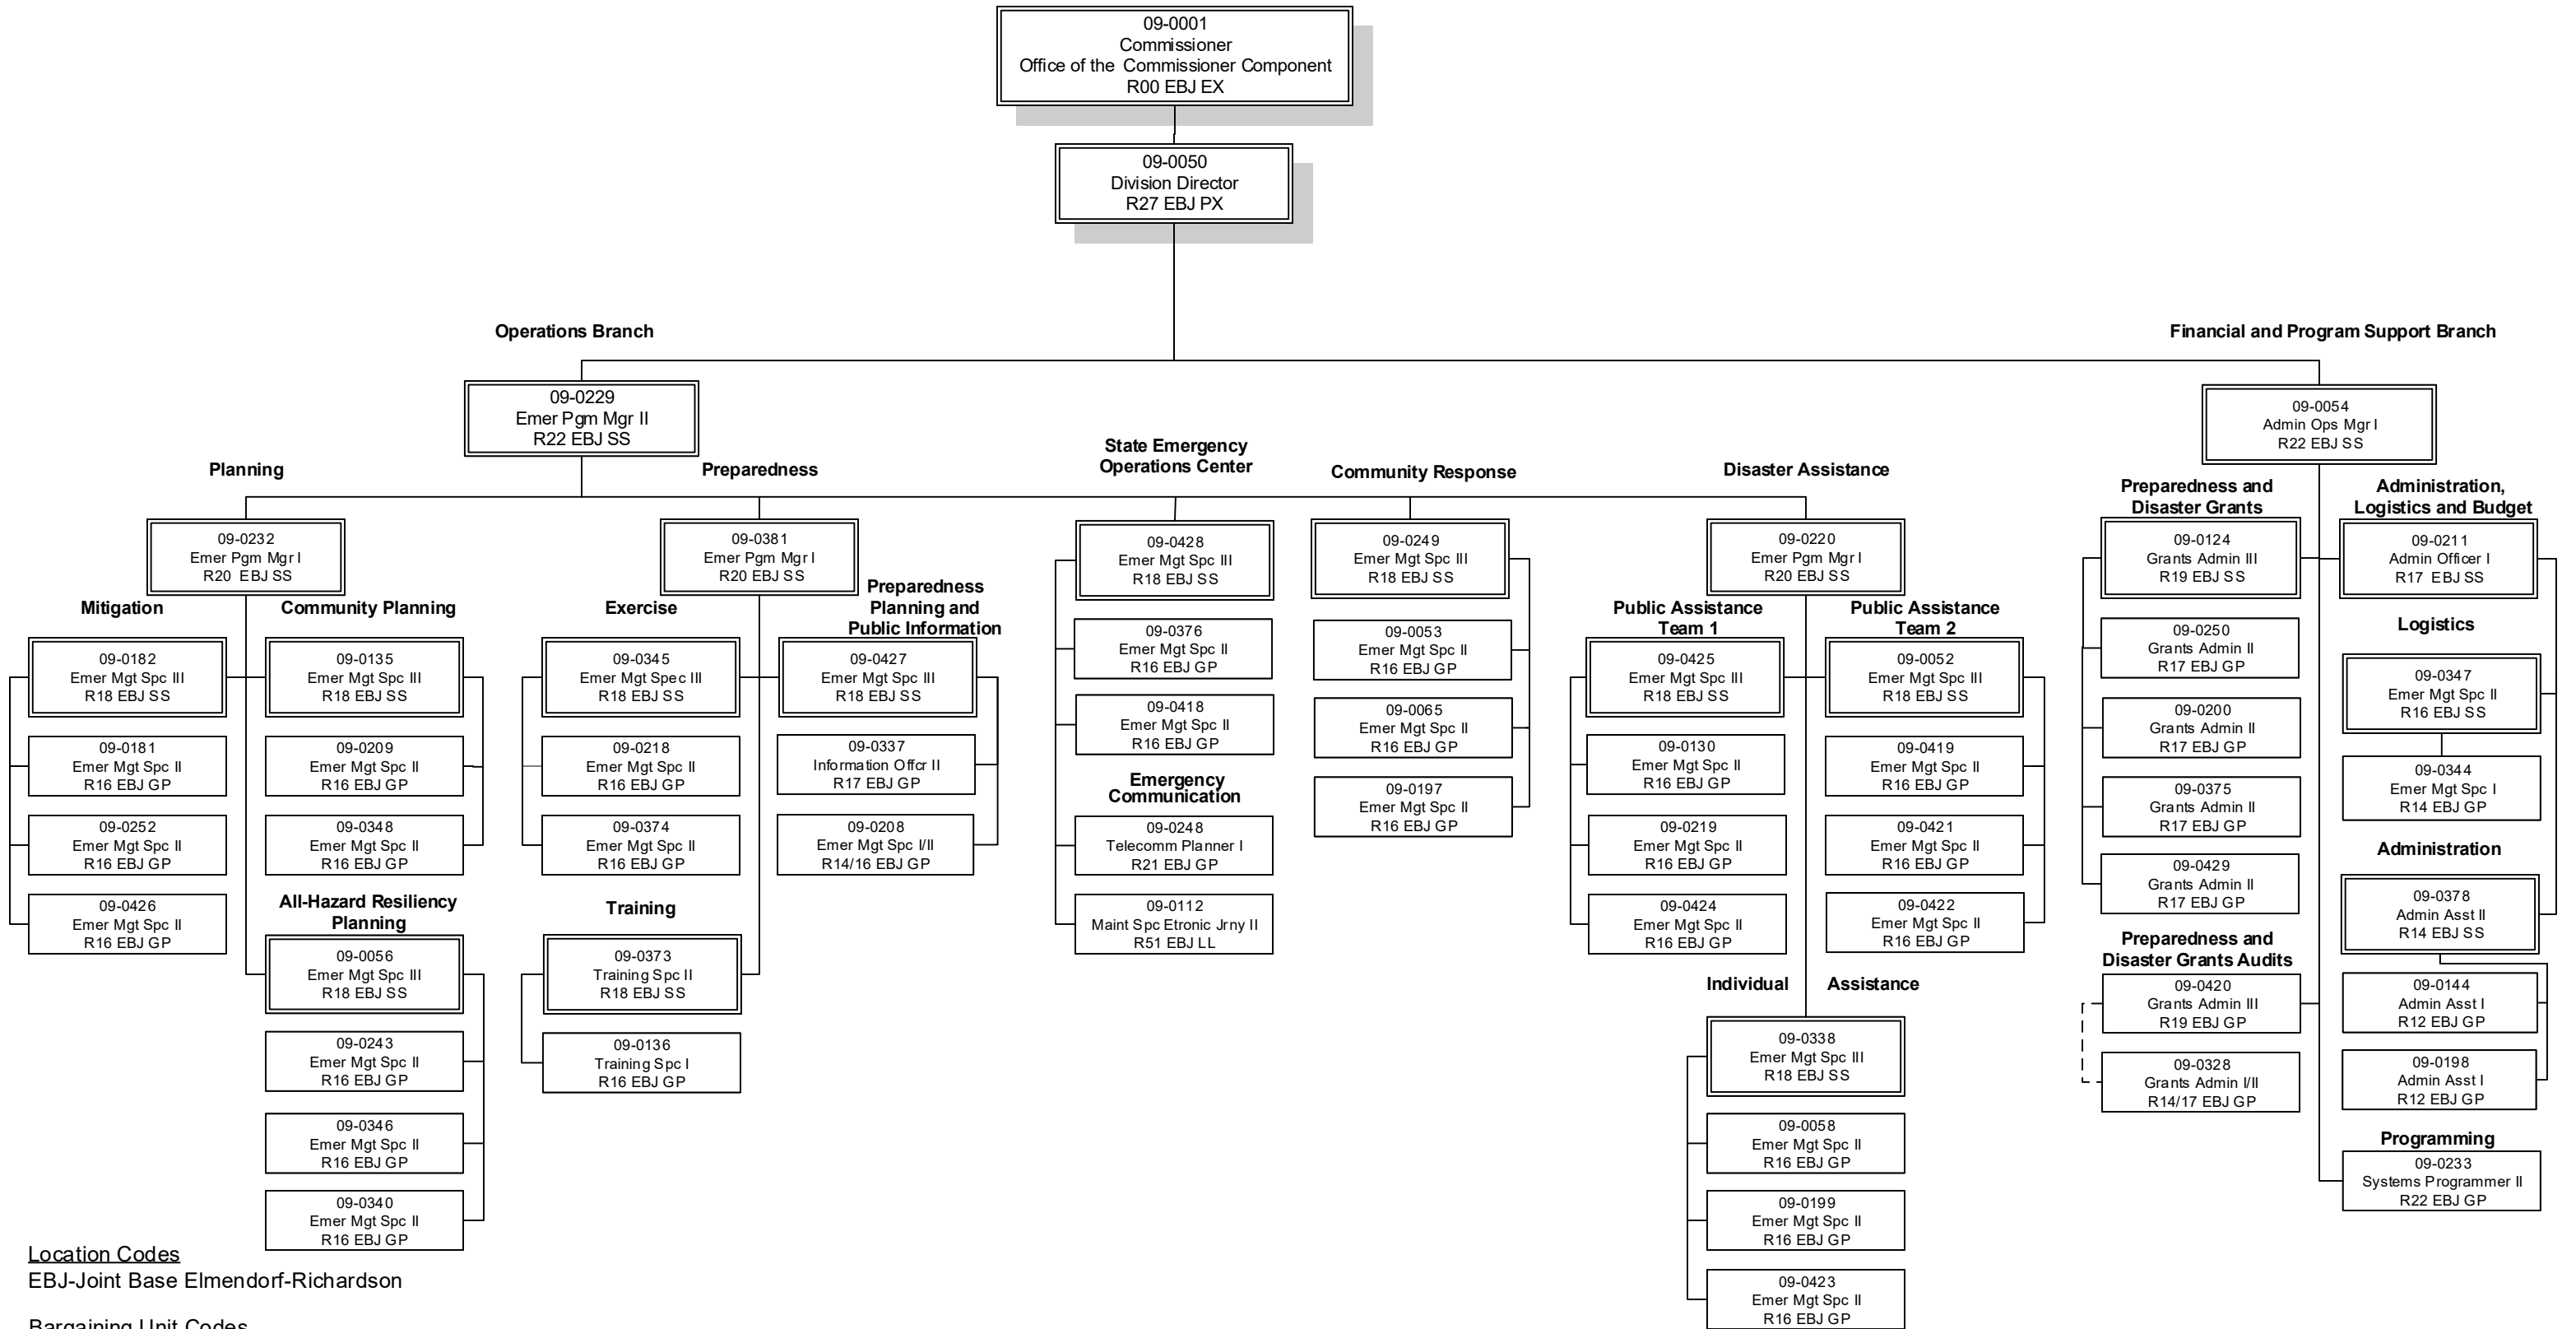 09-0001
Commissioner
Office of the Commissioner Component
R00 EBJ EX
09-0050
Division Director
R27 EBJ PX
Operations Branch
Financial and Program Support Branch
09-0229
Emer Pgm Mgr II
R22 EBJ SS
09-0054
Admin Ops Mgr I
R22 EBJ SS
Planning
09-0232
Emer Pgm Mgr I
R20 EBJ SS
Mitigation
09-0182
Emer Mgt Spc III
R18 EBJ SS
09-0181
Emer Mgt Spc II
R16 EBJ GP
09-0252
Emer Mgt Spc II
R16 EBJ GP
09-0426
Emer Mgt Spc II
R16 EBJ GP
Community Planning
09-0135
Emer Mgt Spc III
R18 EBJ SS
09-0209
Emer Mgt Spc II
R16 EBJ GP
09-0348
Emer Mgt Spc II
R16 EBJ GP
All-Hazard Resiliency
Planning
09-0056
Emer Mgt Spc III
R18 EBJ SS
09-0243
Emer Mgt Spc II
R16 EBJ GP
09-0346
Emer Mgt Spc II
R16 EBJ GP
09-0340
Emer Mgt Spc II
R16 EBJ GP
Preparedness
09-0381
Emer Pgm Mgr I
R20 EBJ SS
Exercise
09-0345
Emer Mgt Spec III
R18 EBJ SS
09-0218
Emer Mgt Spc II
R16 EBJ GP
09-0374
Emer Mgt Spc II
R16 EBJ GP
Training
09-0373
Training Spc II
R18 EBJ SS
09-0136
Training Spc I
R16 EBJ GP
Preparedness
Planning and
Public Information
09-0427
Emer Mgt Spc III
R18 EBJ SS
09-0337
Information Offcr II
R17 EBJ GP
09-0208
Emer Mgt Spc I/II
R14/16 EBJ GP
State Emergency
Operations Center
09-0428
Emer Mgt Spc III
R18 EBJ SS
09-0376
Emer Mgt Spc II
R16 EBJ GP
09-0418
Emer Mgt Spc II
R16 EBJ GP
Emergency
Communication
09-0248
Telecomm Planner I
R21 EBJ GP
09-0112
Maint Spc Etronic Jrny II
R51 EBJ LL
Community Response
09-0249
Emer Mgt Spc III
R18 EBJ SS
09-0053
Emer Mgt Spc II
R16 EBJ GP
09-0065
Emer Mgt Spc II
R16 EBJ GP
09-0197
Emer Mgt Spc II
R16 EBJ GP
Disaster Assistance
09-0220
Emer Pgm Mgr I
R20 EBJ SS
Public Assistance
Team 1
09-0425
Emer Mgt Spc III
R18 EBJ SS
09-0130
Emer Mgt Spc II
R16 EBJ GP
09-0219
Emer Mgt Spc II
R16 EBJ GP
09-0424
Emer Mgt Spc II
R16 EBJ GP
Public Assistance
Team 2
09-0052
Emer Mgt Spc III
R18 EBJ SS
09-0419
Emer Mgt Spc II
R16 EBJ GP
09-0421
Emer Mgt Spc II
R16 EBJ GP
09-0422
Emer Mgt Spc II
R16 EBJ GP
Individual Assistance
09-0338
Emer Mgt Spc III
R18 EBJ SS
09-0058
Emer Mgt Spc II
R16 EBJ GP
09-0199
Emer Mgt Spc II
R16 EBJ GP
09-0423
Emer Mgt Spc II
R16 EBJ GP
Preparedness and
Disaster Grants
09-0124
Grants Admin III
R19 EBJ SS
09-0250
Grants Admin II
R17 EBJ GP
09-0200
Grants Admin II
R17 EBJ GP
09-0375
Grants Admin II
R17 EBJ GP
09-0429
Grants Admin II
R17 EBJ GP
Preparedness and
Disaster Grants Audits
09-0420
Grants Admin III
R19 EBJ GP
09-0328
Grants Admin I/II
R14/17 EBJ GP
Administration,
Logistics and Budget
09-0211
Admin Officer I
R17 EBJ SS
Logistics
09-0347
Emer Mgt Spc II
R16 EBJ SS
09-0344
Emer Mgt Spc I
R14 EBJ GP
Administration
09-0378
Admin Asst II
R14 EBJ SS
09-0144
Admin Asst I
R12 EBJ GP
09-0198
Admin Asst I
R12 EBJ GP
Programming
09-0233
Systems Programmer II
R22 EBJ GP
Location Codes
EBJ-Joint Base Elmendorf-Richardson
Bargaining Unit Codes